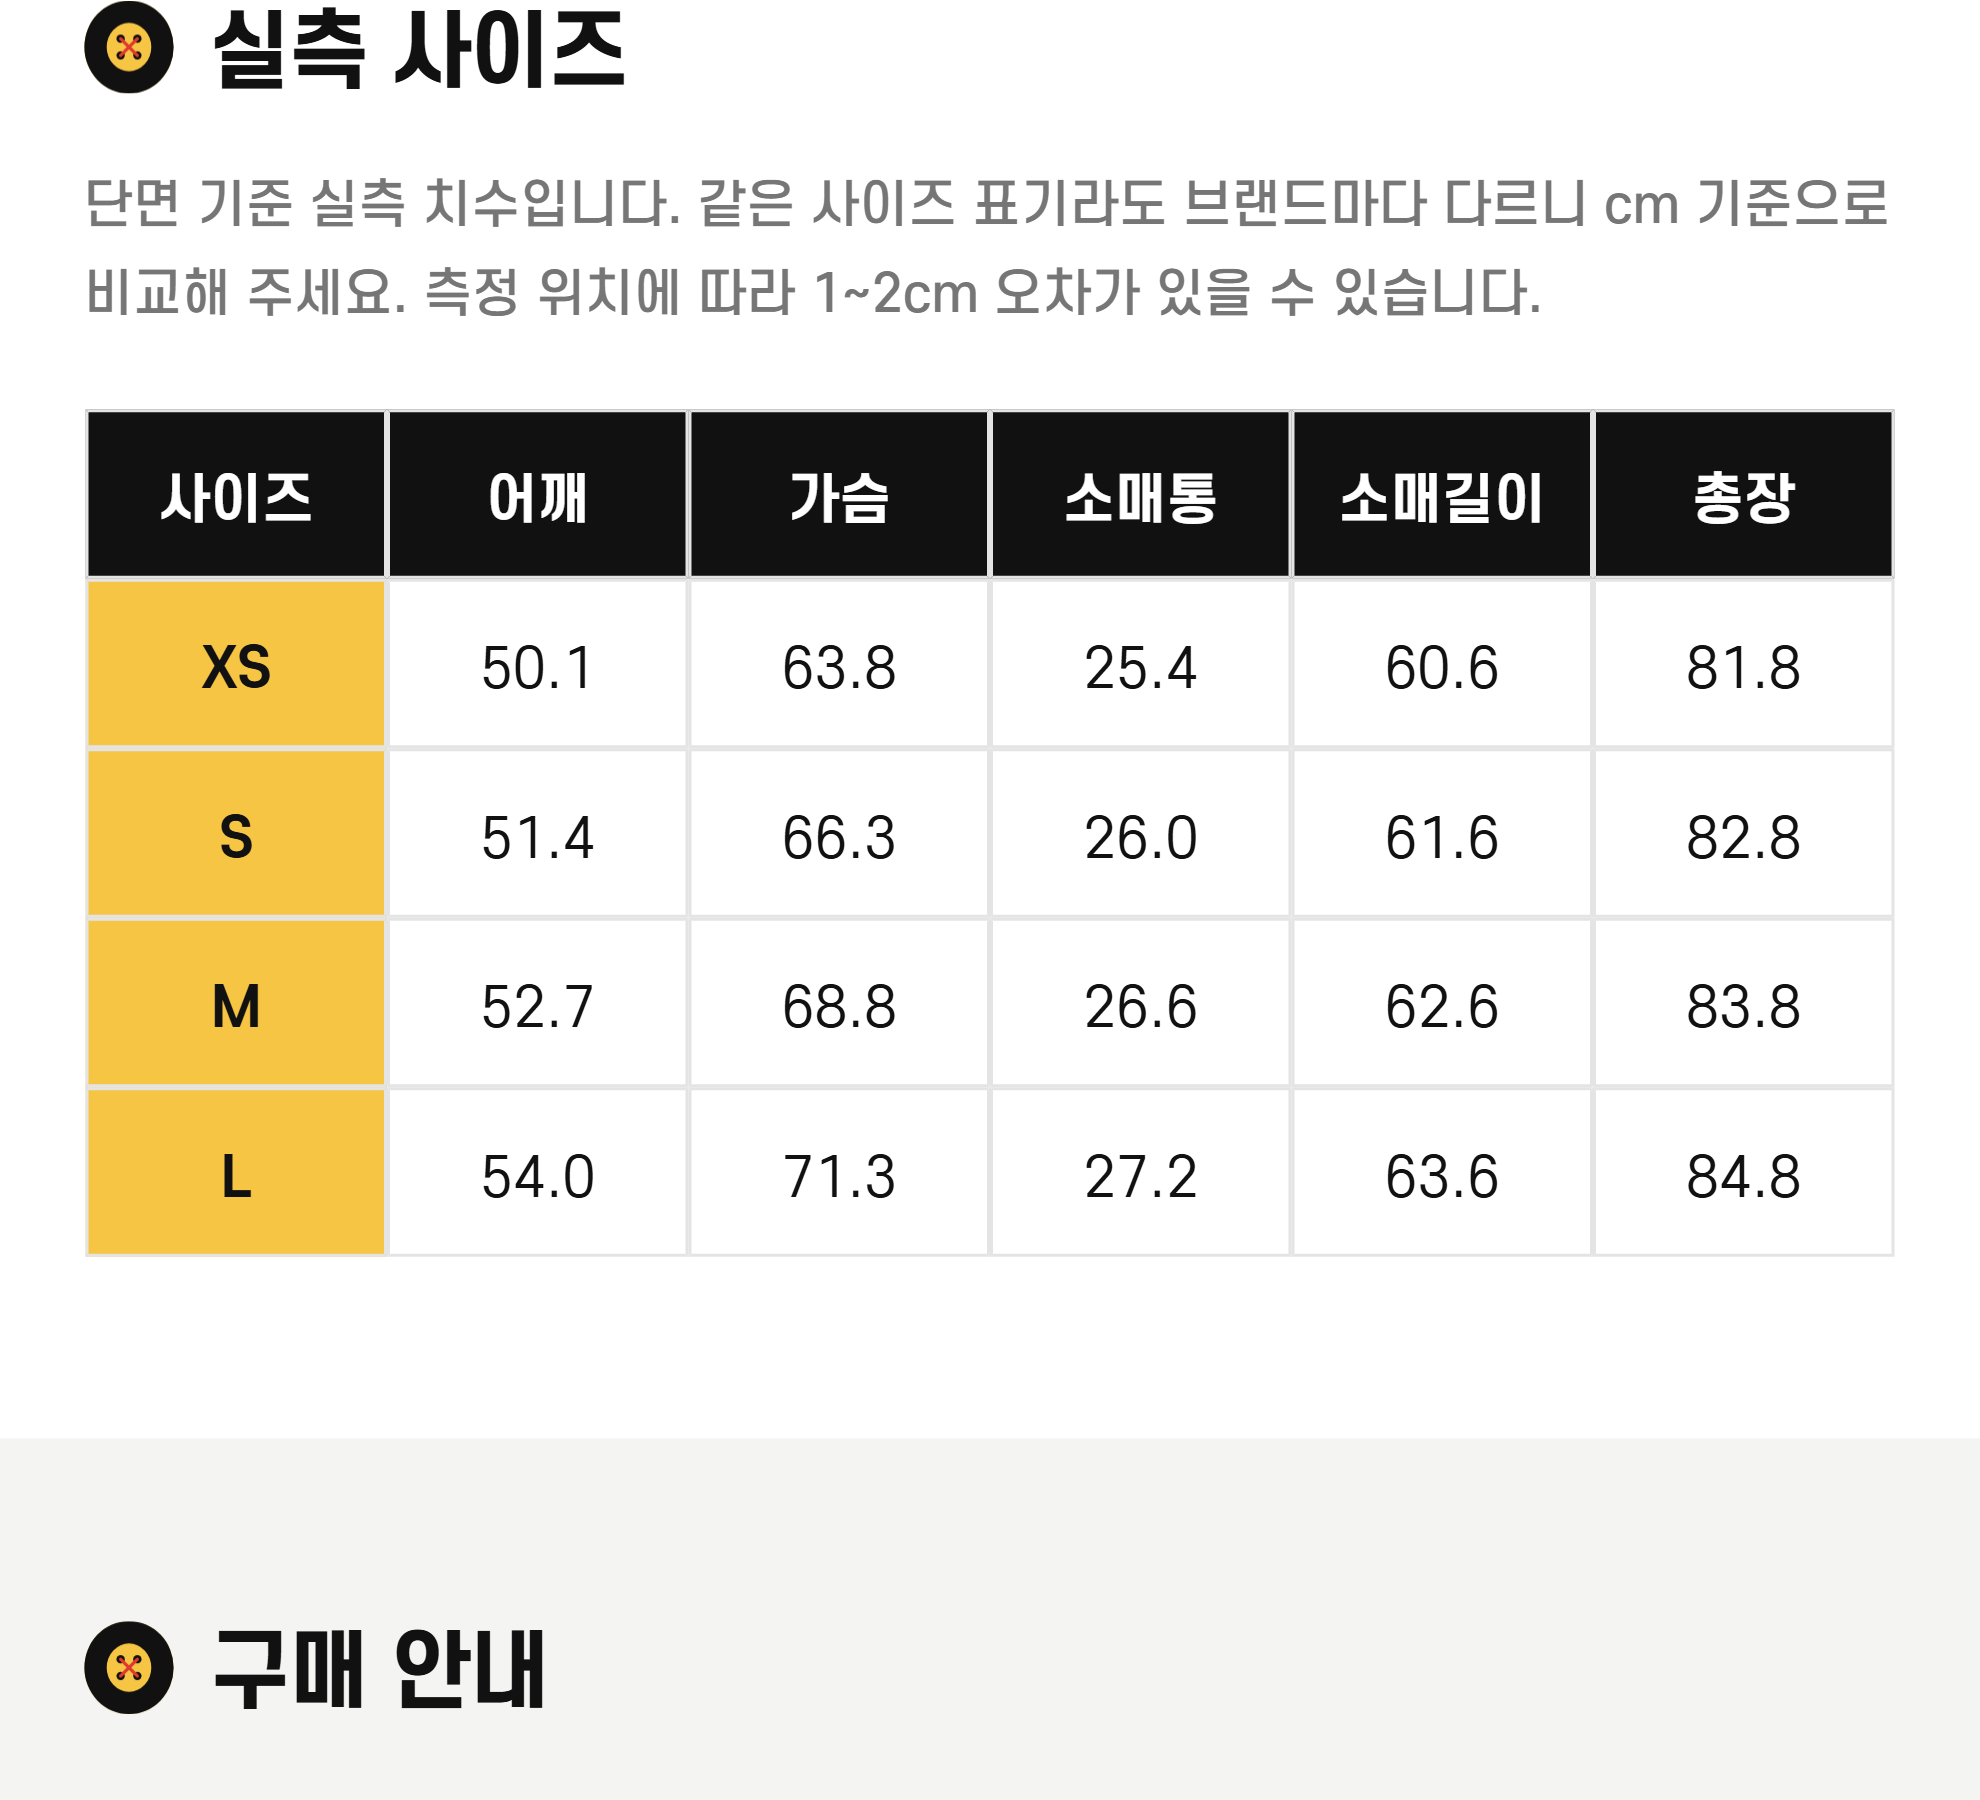 실측 사이즈
단면 기준 실측 치수입니다. 같은 사이즈 표기라도 브랜드마다 다르니 cm 기준으로
비교해 주세요. 측정 위치에 따라 1~2cm 오차가 있을 수 있습니다.
사이즈 어깨 가슴 소매통 소매길이 총장
XS 50.1 63.8 25.4 60.6 81.8
S 51.4 66.3 26.0 61.6 82.8
M 52.7 68.8 26.6 62.6 83.8
L 54.0 71.3 27.2 63.6 84.8
구매 안내